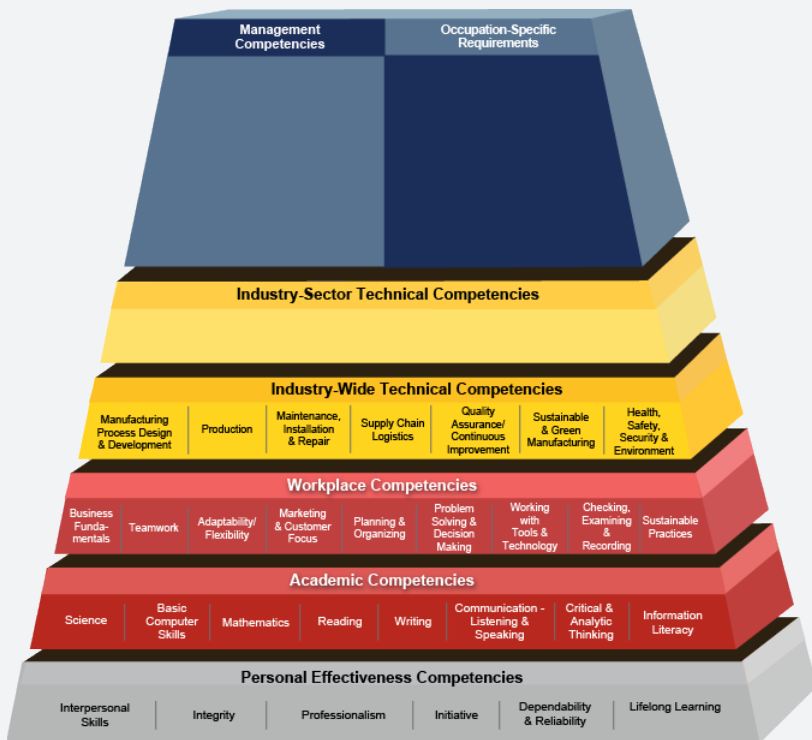 Management
Competencies
Occupation-Specific
Requirements
Industry-Sector Technical Competencies
Industry-Wide Technical Competencies
Manufacturing
Process Design
& Development
Production
Maintenance,
Installation
& Repair
Supply Chain
Logistics
Quality
Assurance/
Continuous
Improvement
Sustainable
& Green
Manufacturing
Health,
Safety,
Security &
Environment
Workplace Competencies
Business
Funda-
mentals
Teamwork
Adaptability/
Flexibility
Marketing
& Customer
Focus
Planning &
Organizing
Problem
Solving &
Decision
Making
Working
with
Tools &
Technology
Checking,
Examining
&
Recording
Sustainable
Practices
Academic Competencies
Science
Basic
Computer
Skills
Mathematics
Reading
Writing
Communication -
Listening &
Speaking
Critical &
Analytic
Thinking
Information
Literacy
Personal Effectiveness Competencies
Interpersonal
Skills
Integrity
Professionalism
Initiative
Dependability
& Reliability
Lifelong Learning